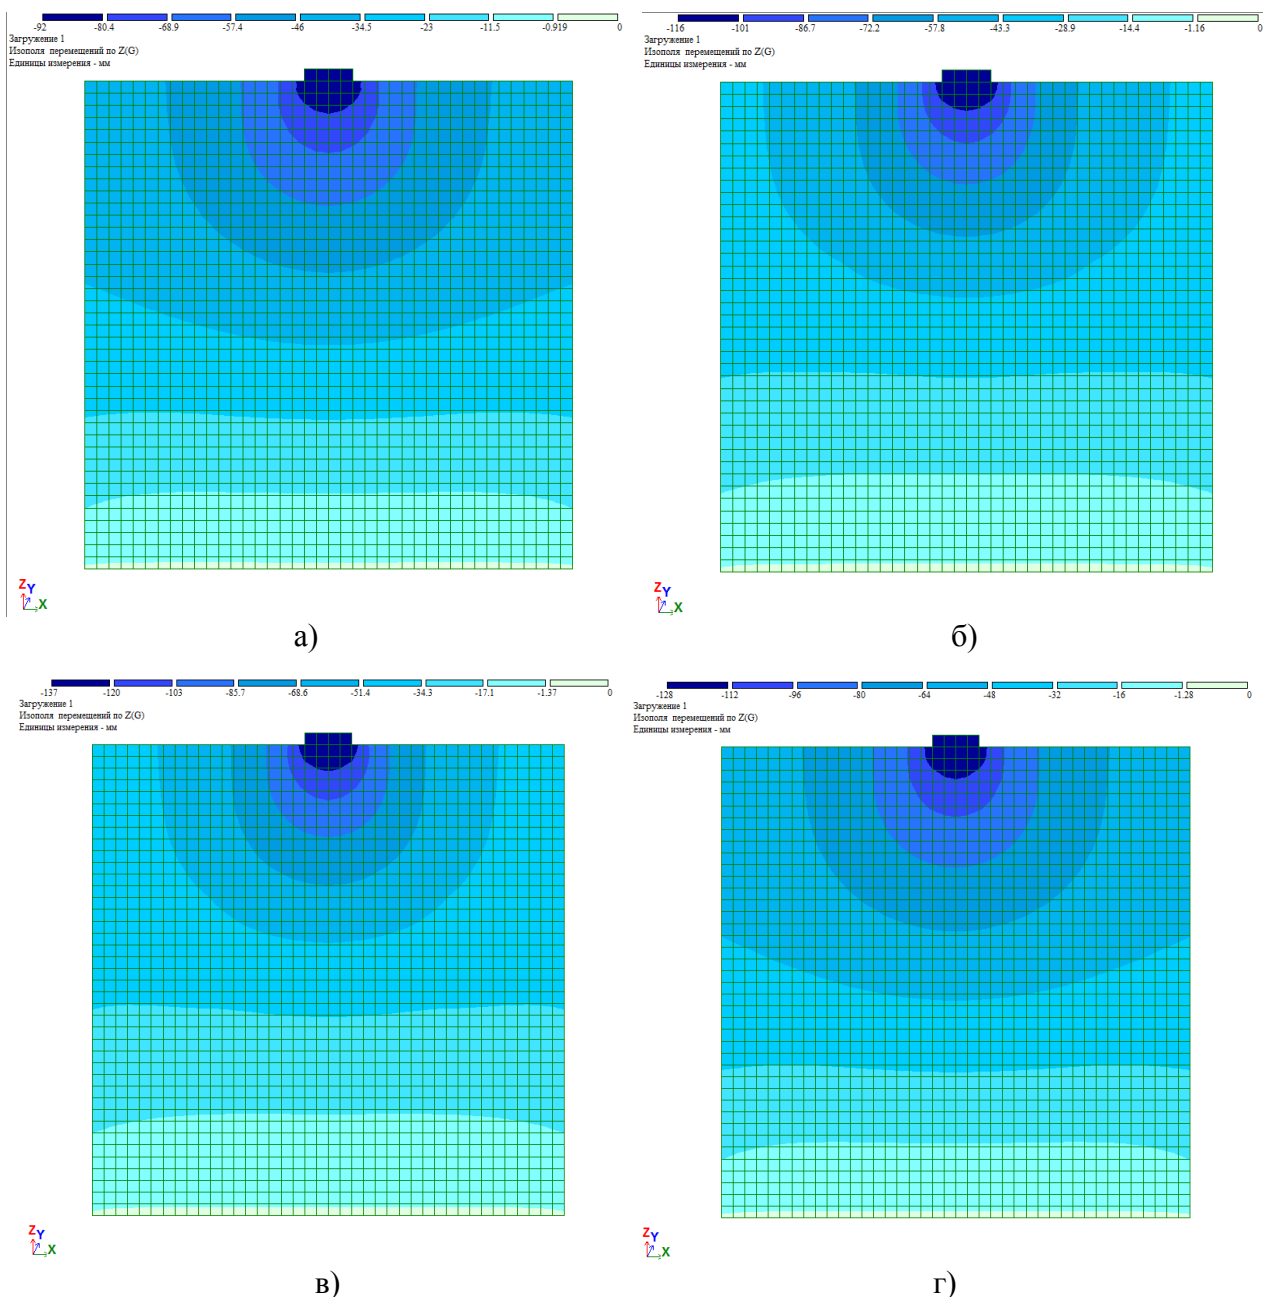 -92 -80.4 -68.9 -57.4 -46 -34.5 -23 -11.5 -0.919 0
Загружение 1
Изополя перемещений по Z(G)
Единицы измерения - мм
Z Y
X
а)
-116 -101 -86.7 -72.2 -57.8 -43.3 -28.9 -14.4 -1.16 0
Загружение 1
Изополя перемещений по Z(G)
Единицы измерения - мм
Z Y
X
б)
-137 -120 -103 -85.7 -68.6 -51.4 -34.3 -17.1 -1.37 0
Загружение 1
Изополя перемещений по Z(G)
Единицы измерения - мм
Z Y
X
в)
-128 -112 -96 -80 -64 -48 -32 -16 -1.28 0
Загружение 1
Изополя перемещений по Z(G)
Единицы измерения - мм
Z Y
X
г)